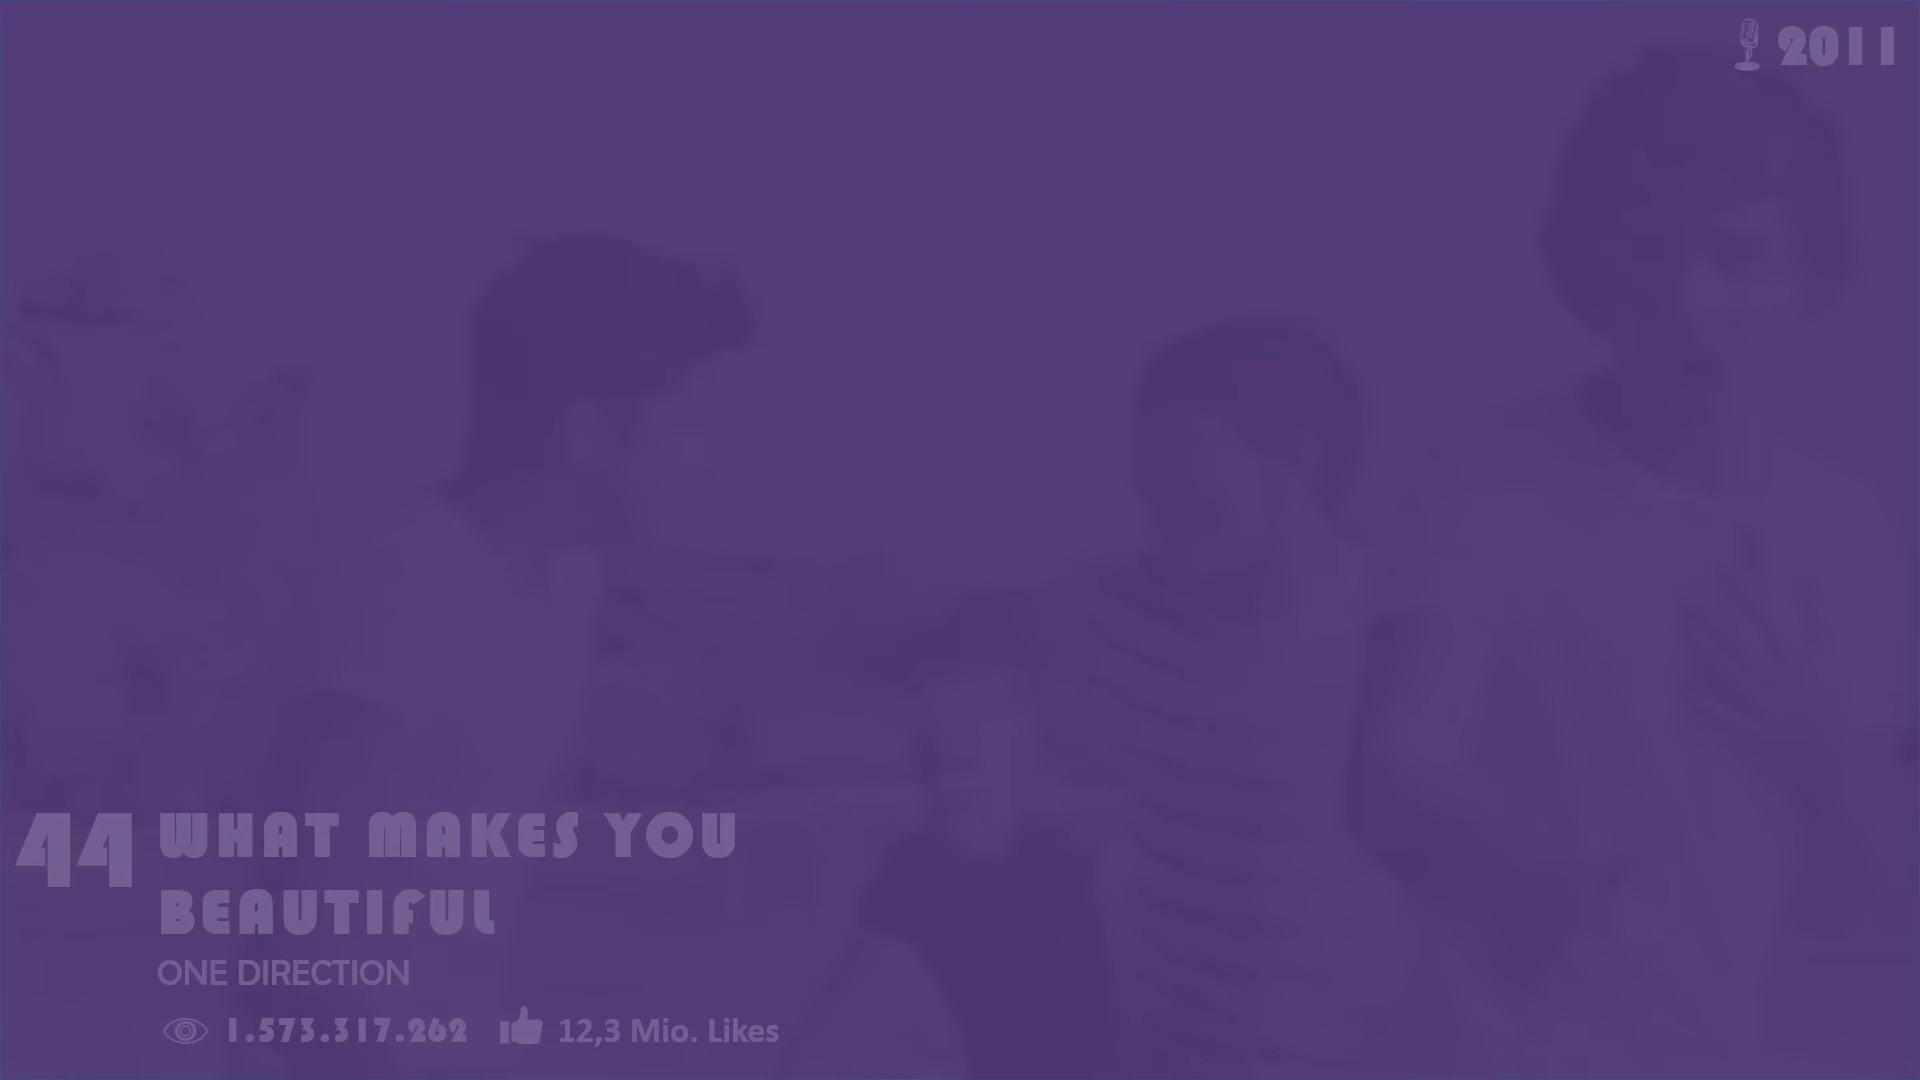 2011
44 WHAT MAKES YOU
BEAUTIFUL
ONE DIRECTION
1.573.317.262 12,3 Mio. Likes